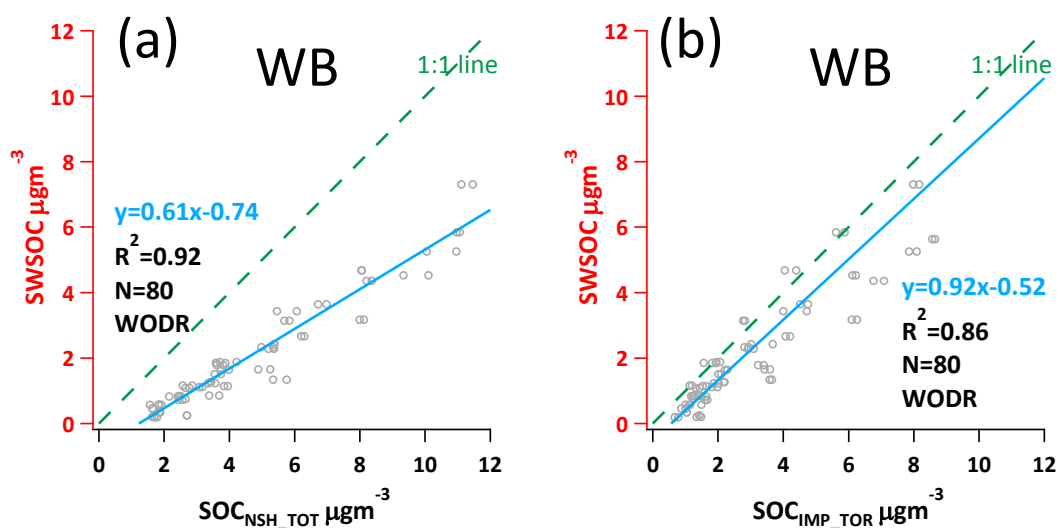 (a)
WB
1:1 line
12
10
8
6
4
2
0
SWSOC µgm⁻³
y=0.61x-0.74
R²=0.92
N=80
WODR
0 2 4 6 8 10 12
SOC_NSH_TOT µgm⁻³
(b)
WB
1:1 line
12
10
8
6
4
2
0
SWSOC µgm⁻³
y=0.92x-0.52
R²=0.86
N=80
WODR
0 2 4 6 8 10 12
SOC_IMP_TOR µgm⁻³